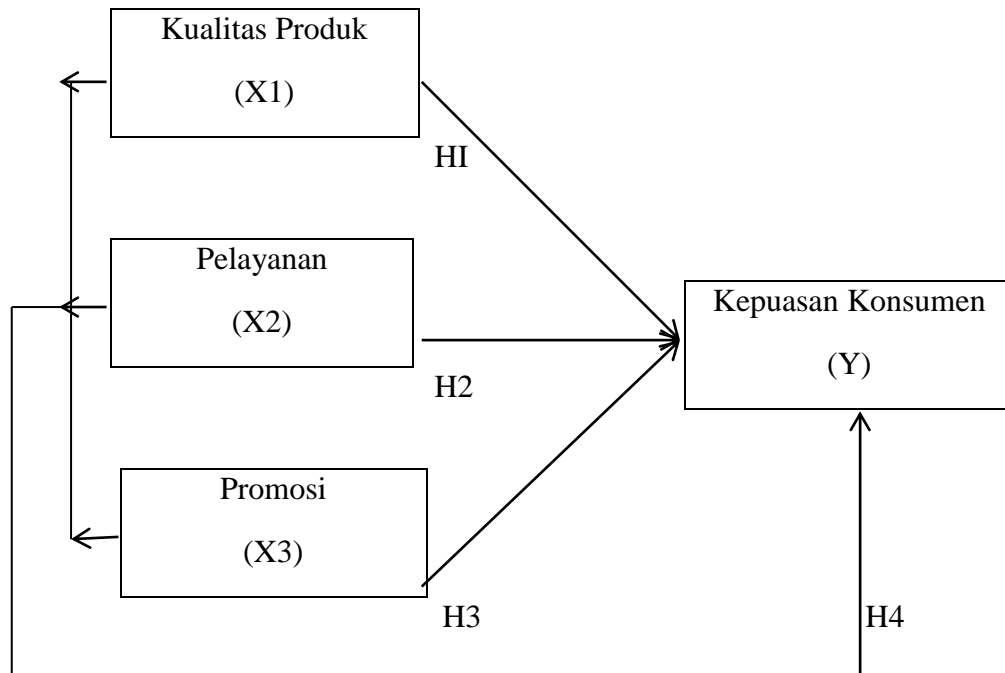 Kualitas Produk
(X1)
HI
Pelayanan
(X2)
H2
Kepuasan Konsumen
(Y)
Promosi
(X3)
H3
H4